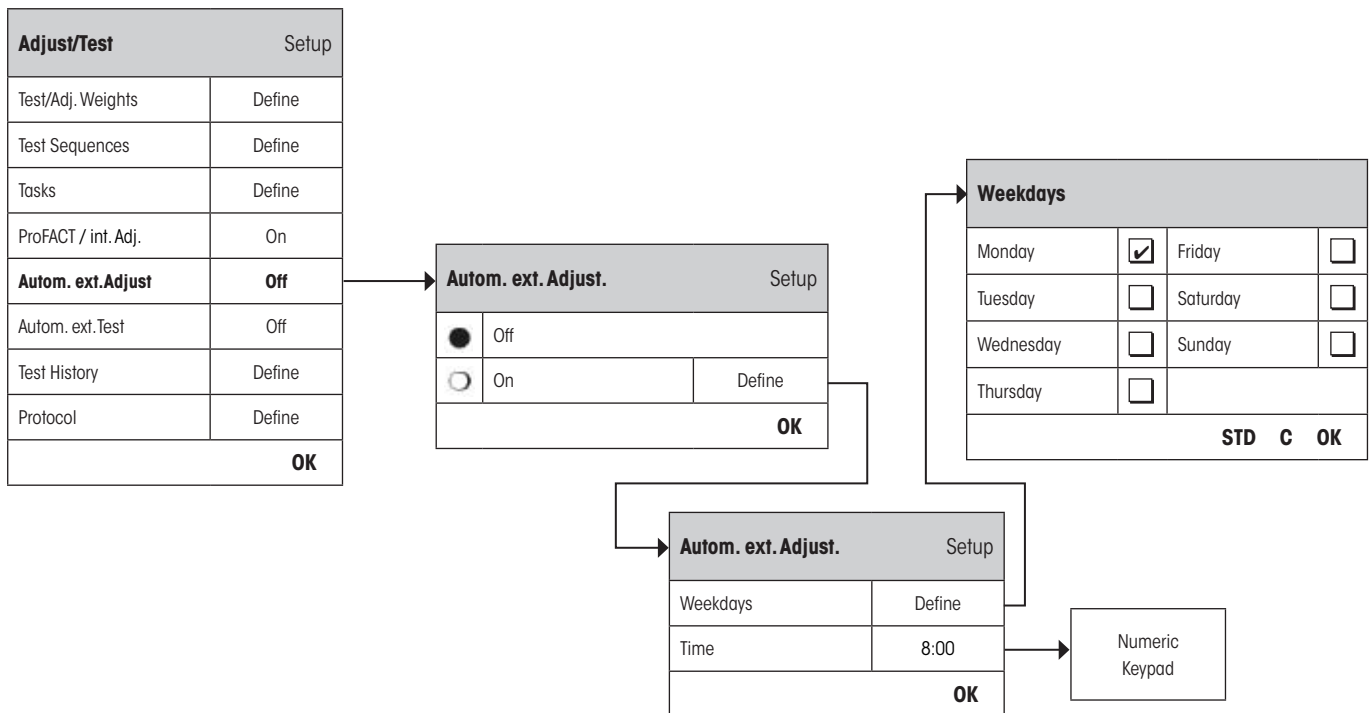 Adjust/Test Setup
Test/Adj. Weights Define
Test Sequences Define
Tasks Define
ProFACT / int. Adj. On
Autom. ext.Adjust Off
Autom. ext.Test Off
Test History Define
Protocol Define
OK
Autom. ext. Adjust. Setup
Off
On Define
OK
Autom. ext. Adjust. Setup
Weekdays Define
Time 8:00
OK
Numeric
Keypad
Weekdays
Monday Friday
Tuesday Saturday
Wednesday Sunday
Thursday
STD C OK